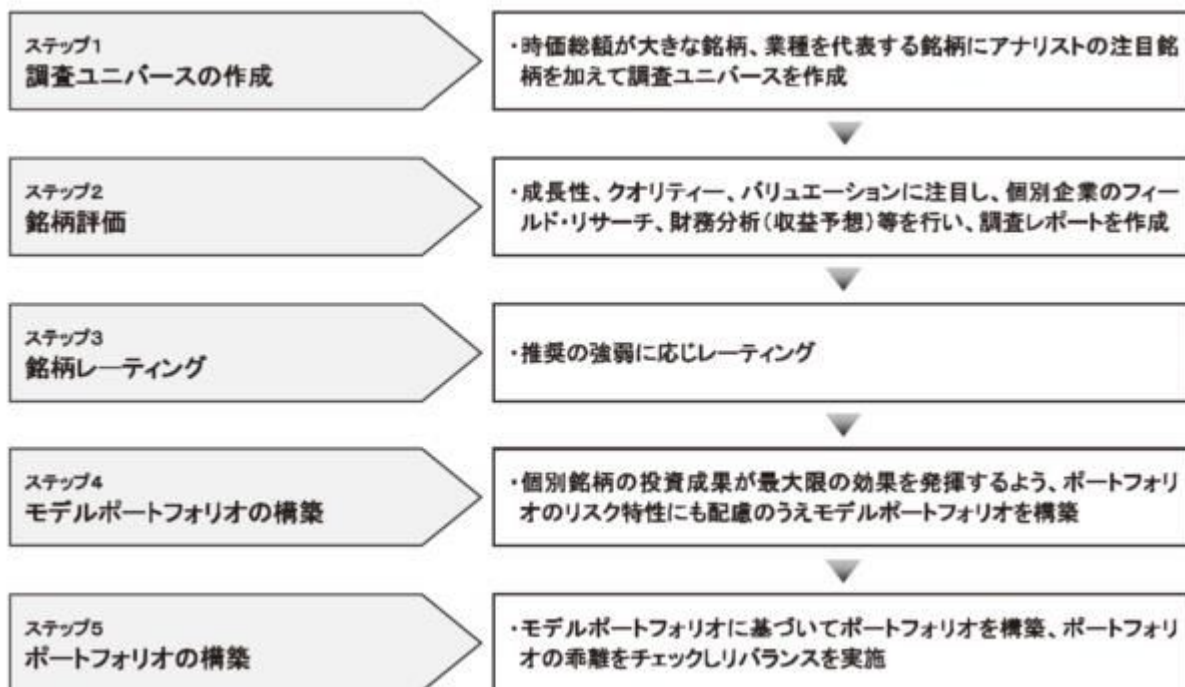 ステップ1
調査ユニバースの作成
・時価総額が大きな銘柄、業種を代表する銘柄にアナリストの注目銘
柄を加えて調査ユニバースを作成
ステップ2
銘柄評価
・成長性、クオリティー、バリュエーションに注目し、個別企業のフィー
ルド・リサーチ、財務分析(収益予想)等を行い、調査レポートを作成
ステップ3
銘柄レーティング
・推奨の強弱に応じレーティング
ステップ4
モデルポートフォリオの構築
・個別銘柄の投資成果が最大限の効果を発揮するよう、ポートフォリ
オのリスク特性にも配慮のうえモデルポートフォリオを構築
ステップ5
ポートフォリオの構築
・モデルポートフォリオに基づいてポートフォリオを構築、ポートフォリ
オの乖離をチェックしリバランスを実施